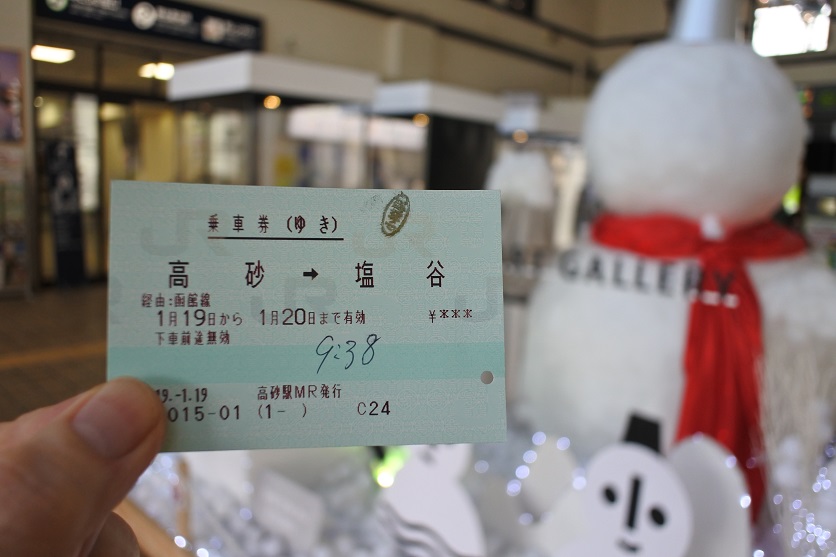 乗車券(ゆき)
高砂→塩谷
経由:函館線
1月19日から 1月20日まで有効 ¥***
下車前途無効
9:38
19.-1.19 高砂駅MR発行
015-01 (1- ) C24
GALLERY